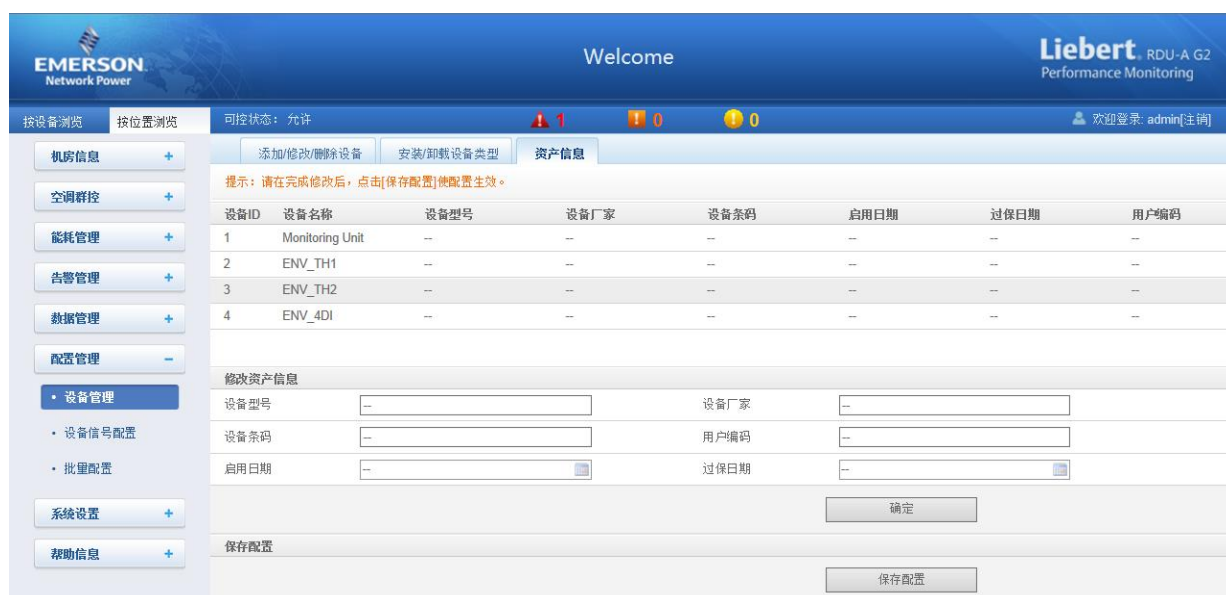 EMERSON
Network Power
Welcome
Liebert RDU-A G2
Performance Monitoring
按设备浏览 按位置浏览 可控状态：允许 1 0 0 欢迎登录: admin[注销]
机房信息 +
空调群控 +
能耗管理 +
告警管理 +
数据管理 +
配置管理 −
• 设备管理
• 设备信号配置
• 批量配置
系统设置 +
帮助信息 +
添加/修改/删除设备 安装/卸载设备类型 资产信息
提示：请在完成修改后，点击[保存配置]使配置生效。
设备ID 设备名称 设备型号 设备厂家 设备条码 启用日期 过保日期 用户编码
1 Monitoring Unit -- -- -- -- -- --
2 ENV_TH1 -- -- -- -- -- --
3 ENV_TH2 -- -- -- -- -- --
4 ENV_4DI -- -- -- -- -- --
修改资产信息
设备型号 -- 设备厂家 --
设备条码 -- 用户编码 --
启用日期 -- 过保日期 --
确定
保存配置
保存配置